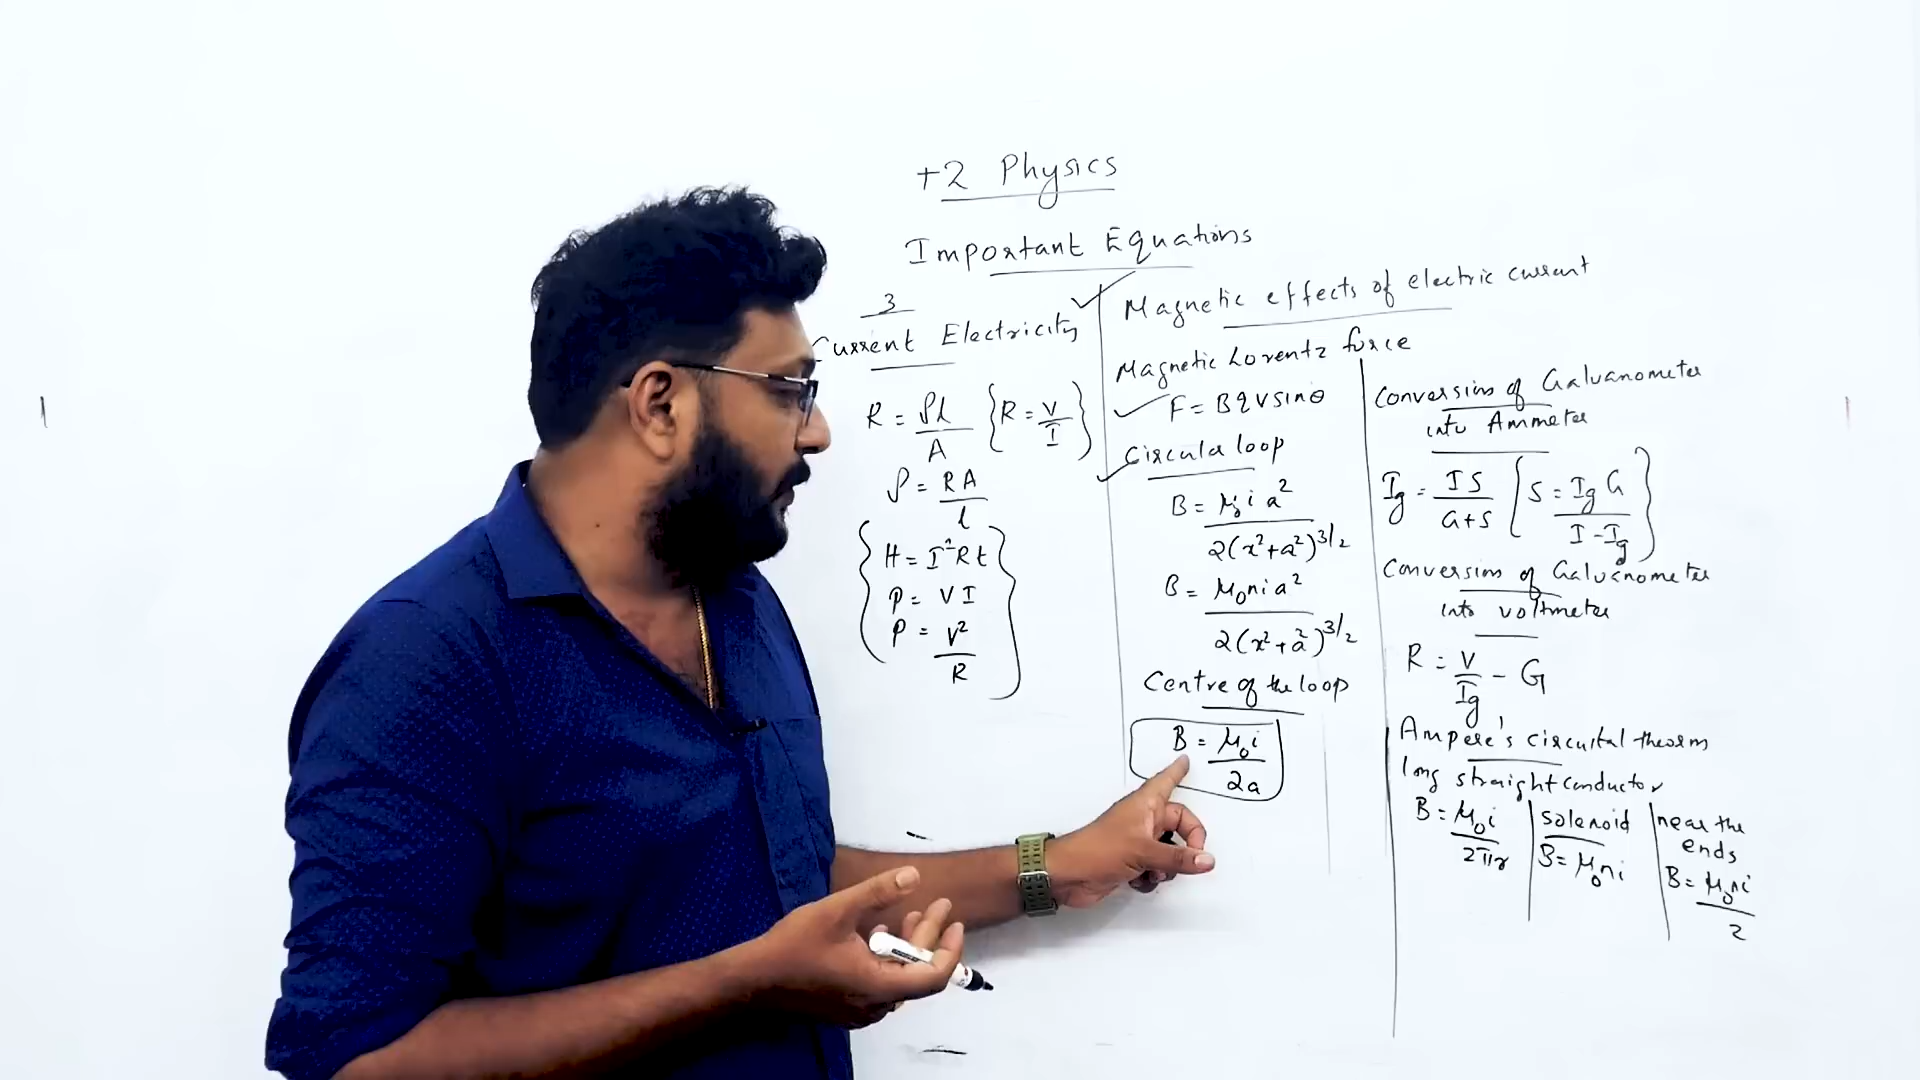 +2 Physics
Important Equations
3
Current Electricity
R = ρl/A {R = V/I}
ρ = RA/l
{H = I²Rt
P = VI
P = V²/R}
Magnetic effects of electric current
Magnetic Lorentz force
F = BqVsinθ
Circular loop
B = μ₀ia²/2(x²+a²)^3/2
B = μ₀nia²/2(x²+a²)^3/2
Centre of the loop
B = μ₀i/2a
Conversion of Galvanometer
into Ammeter
Ig = IS/G+S {S = IgG/I-Ig}
Conversion of Galvanometer
into voltmeter
R = V/Ig - G
Ampere's circuital theorem
long straight conductor
B = μ₀i/2πr
solenoid
B = μ₀ni
near the
ends
B = μ₀ni/2